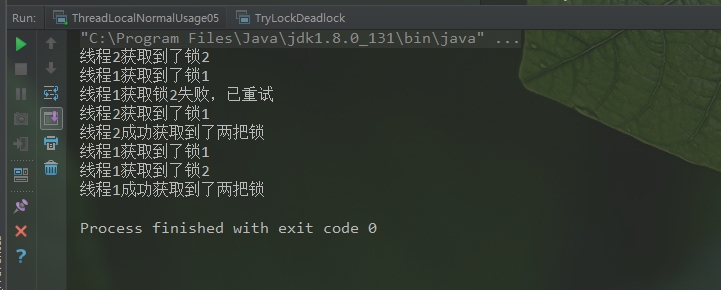 Run: ThreadLocalNormalUsage05 TryLockDeadlock
"C:\Program Files\Java\jdk1.8.0_131\bin\java" ...
线程2获取到了锁2
线程1获取到了锁1
线程1获取锁2失败，已重试
线程2获取到了锁1
线程2成功获取到了两把锁
线程1获取到了锁1
线程1获取到了锁2
线程1成功获取到了两把锁
Process finished with exit code 0